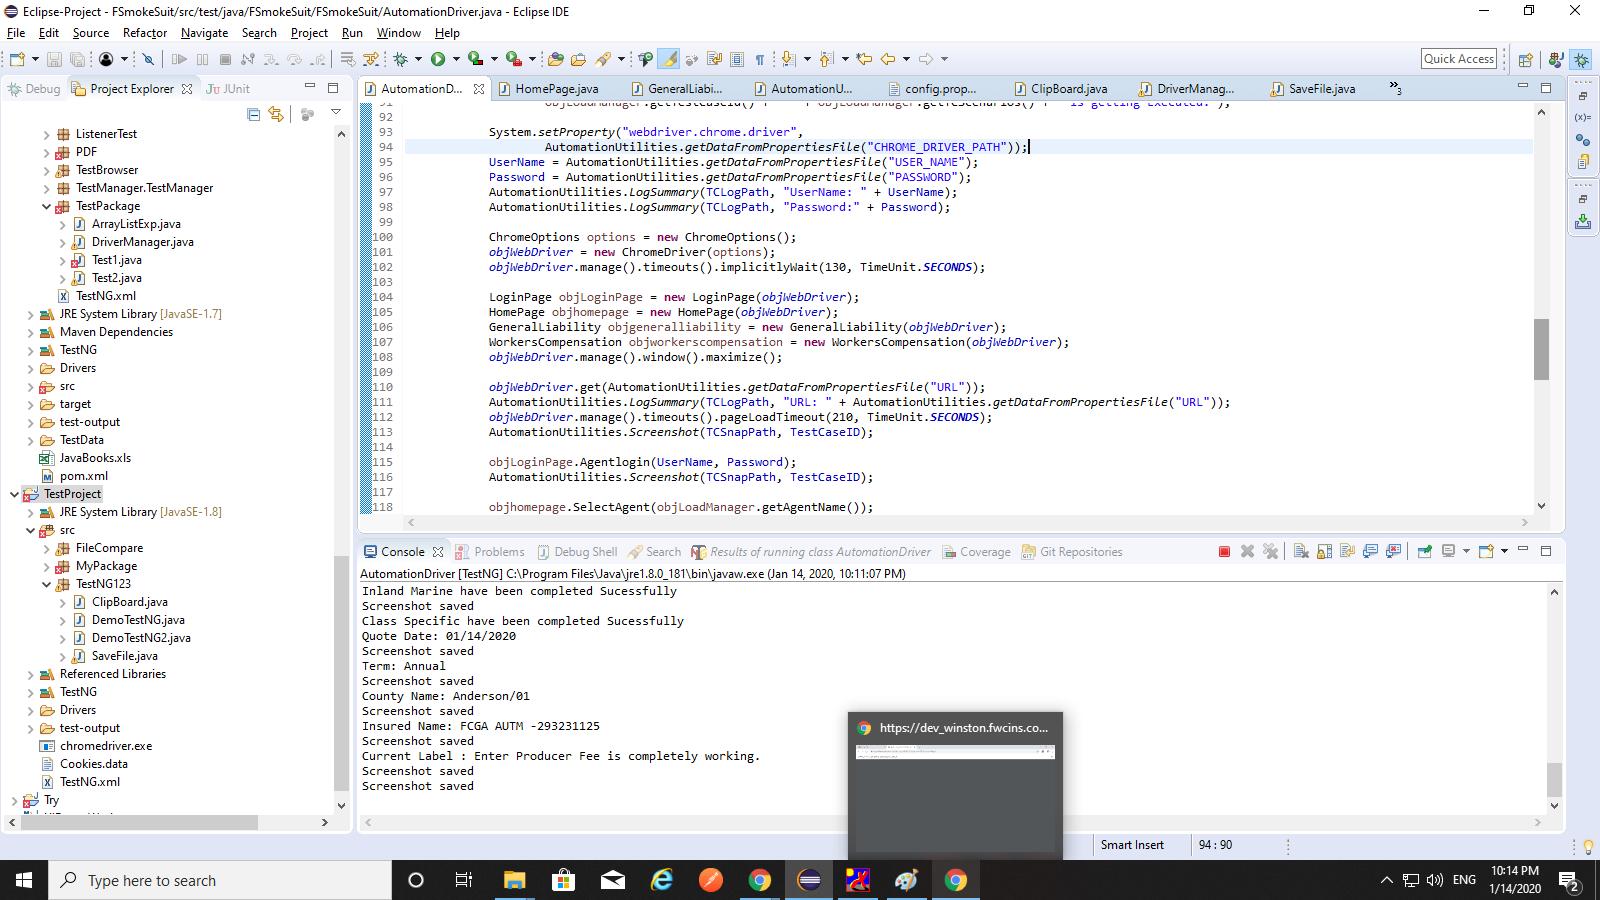 Eclipse-Project - FSmokeSuit/src/test/java/FSmokeSuit/FSmokeSuit/AutomationDriver.java - Eclipse IDE
File Edit Source Refactor Navigate Search Project Run Window Help
Quick Access
Debug Project Explorer JUnit
AutomationD... HomePage.java GeneralLiabi... AutomationU... config.prop... ClipBoard.java DriverManag... SaveFile.java 3
ListenerTest
PDF
TestBrowser
TestManager.TestManager
TestPackage
ArrayListExp.java
DriverManager.java
Test1.java
Test2.java
TestNG.xml
JRE System Library [JavaSE-1.7]
Maven Dependencies
TestNG
Drivers
src
target
test-output
TestData
JavaBooks.xls
pom.xml
TestProject
JRE System Library [JavaSE-1.8]
src
FileCompare
MyPackage
TestNG123
ClipBoard.java
DemoTestNG.java
DemoTestNG2.java
SaveFile.java
Referenced Libraries
TestNG
Drivers
test-output
chromedriver.exe
Cookies.data
TestNG.xml
Try
92
93 System.setProperty("webdriver.chrome.driver",
94 AutomationUtilities.getDataFromPropertiesFile("CHROME_DRIVER_PATH"));
95 UserName = AutomationUtilities.getDataFromPropertiesFile("USER_NAME");
96 Password = AutomationUtilities.getDataFromPropertiesFile("PASSWORD");
97 AutomationUtilities.LogSummary(TCLogPath, "UserName: " + UserName);
98 AutomationUtilities.LogSummary(TCLogPath, "Password:" + Password);
99
100 ChromeOptions options = new ChromeOptions();
101 objWebDriver = new ChromeDriver(options);
102 objWebDriver.manage().timeouts().implicitlyWait(130, TimeUnit.SECONDS);
103
104 LoginPage objLoginPage = new LoginPage(objWebDriver);
105 HomePage objhomepage = new HomePage(objWebDriver);
106 GeneralLiability objgeneralliability = new GeneralLiability(objWebDriver);
107 WorkersCompensation objworkerscompensation = new WorkersCompensation(objWebDriver);
108 objWebDriver.manage().window().maximize();
109
110 objWebDriver.get(AutomationUtilities.getDataFromPropertiesFile("URL"));
111 AutomationUtilities.LogSummary(TCLogPath, "URL: " + AutomationUtilities.getDataFromPropertiesFile("URL"));
112 objWebDriver.manage().timeouts().pageLoadTimeout(210, TimeUnit.SECONDS);
113 AutomationUtilities.Screenshot(TCSnapPath, TestCaseID);
114
115 objLoginPage.Agentlogin(UserName, Password);
116 AutomationUtilities.Screenshot(TCSnapPath, TestCaseID);
117
118 objhomepage.SelectAgent(objLoadManager.getAgentName());
Console Problems Debug Shell Search Results of running class AutomationDriver Coverage Git Repositories
AutomationDriver [TestNG] C:\Program Files\Java\jre1.8.0_181\bin\javaw.exe (Jan 14, 2020, 10:11:07 PM)
Inland Marine have been completed Sucessfully
Screenshot saved
Class Specific have been completed Sucessfully
Quote Date: 01/14/2020
Screenshot saved
Term: Annual
Screenshot saved
County Name: Anderson/01
Screenshot saved
Insured Name: FCGA AUTM -293231125
Screenshot saved
Current Label : Enter Producer Fee is completely working.
Screenshot saved
Screenshot saved
https://dev_winston.fwcins.co...
Smart Insert 94 : 90
Type here to search
ENG
10:14 PM
1/14/2020
2